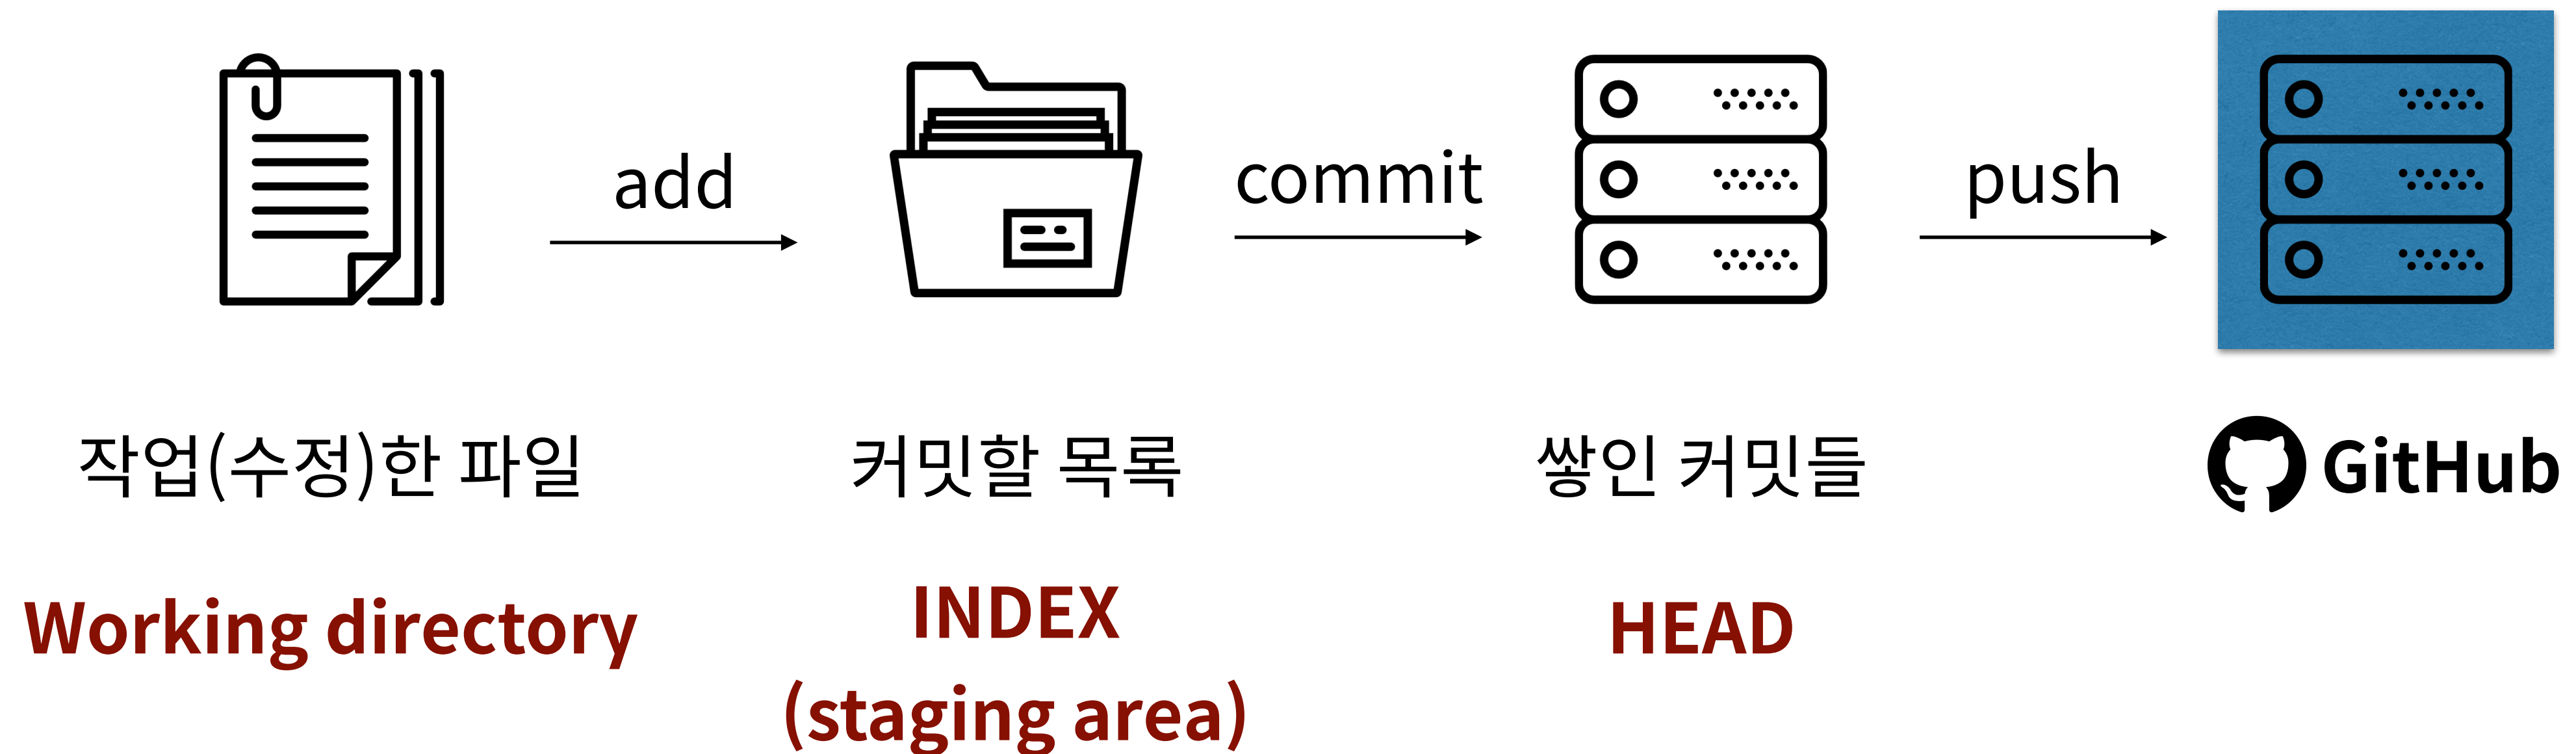 add
commit
push
작업(수정)한 파일
커밋할 목록
쌓인 커밋들
GitHub
Working directory
INDEX
(staging area)
HEAD